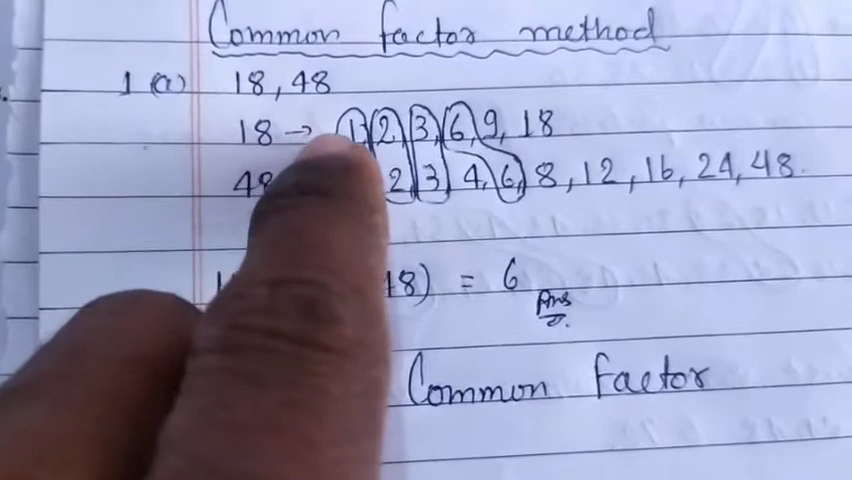 Common factor method
1 (a) 18, 48
18 → 1, 2, 3, 6, 9, 18
48 2, 3, 4, 6, 8, 12, 16, 24, 48.
48) = 6 Ans
Common Factor